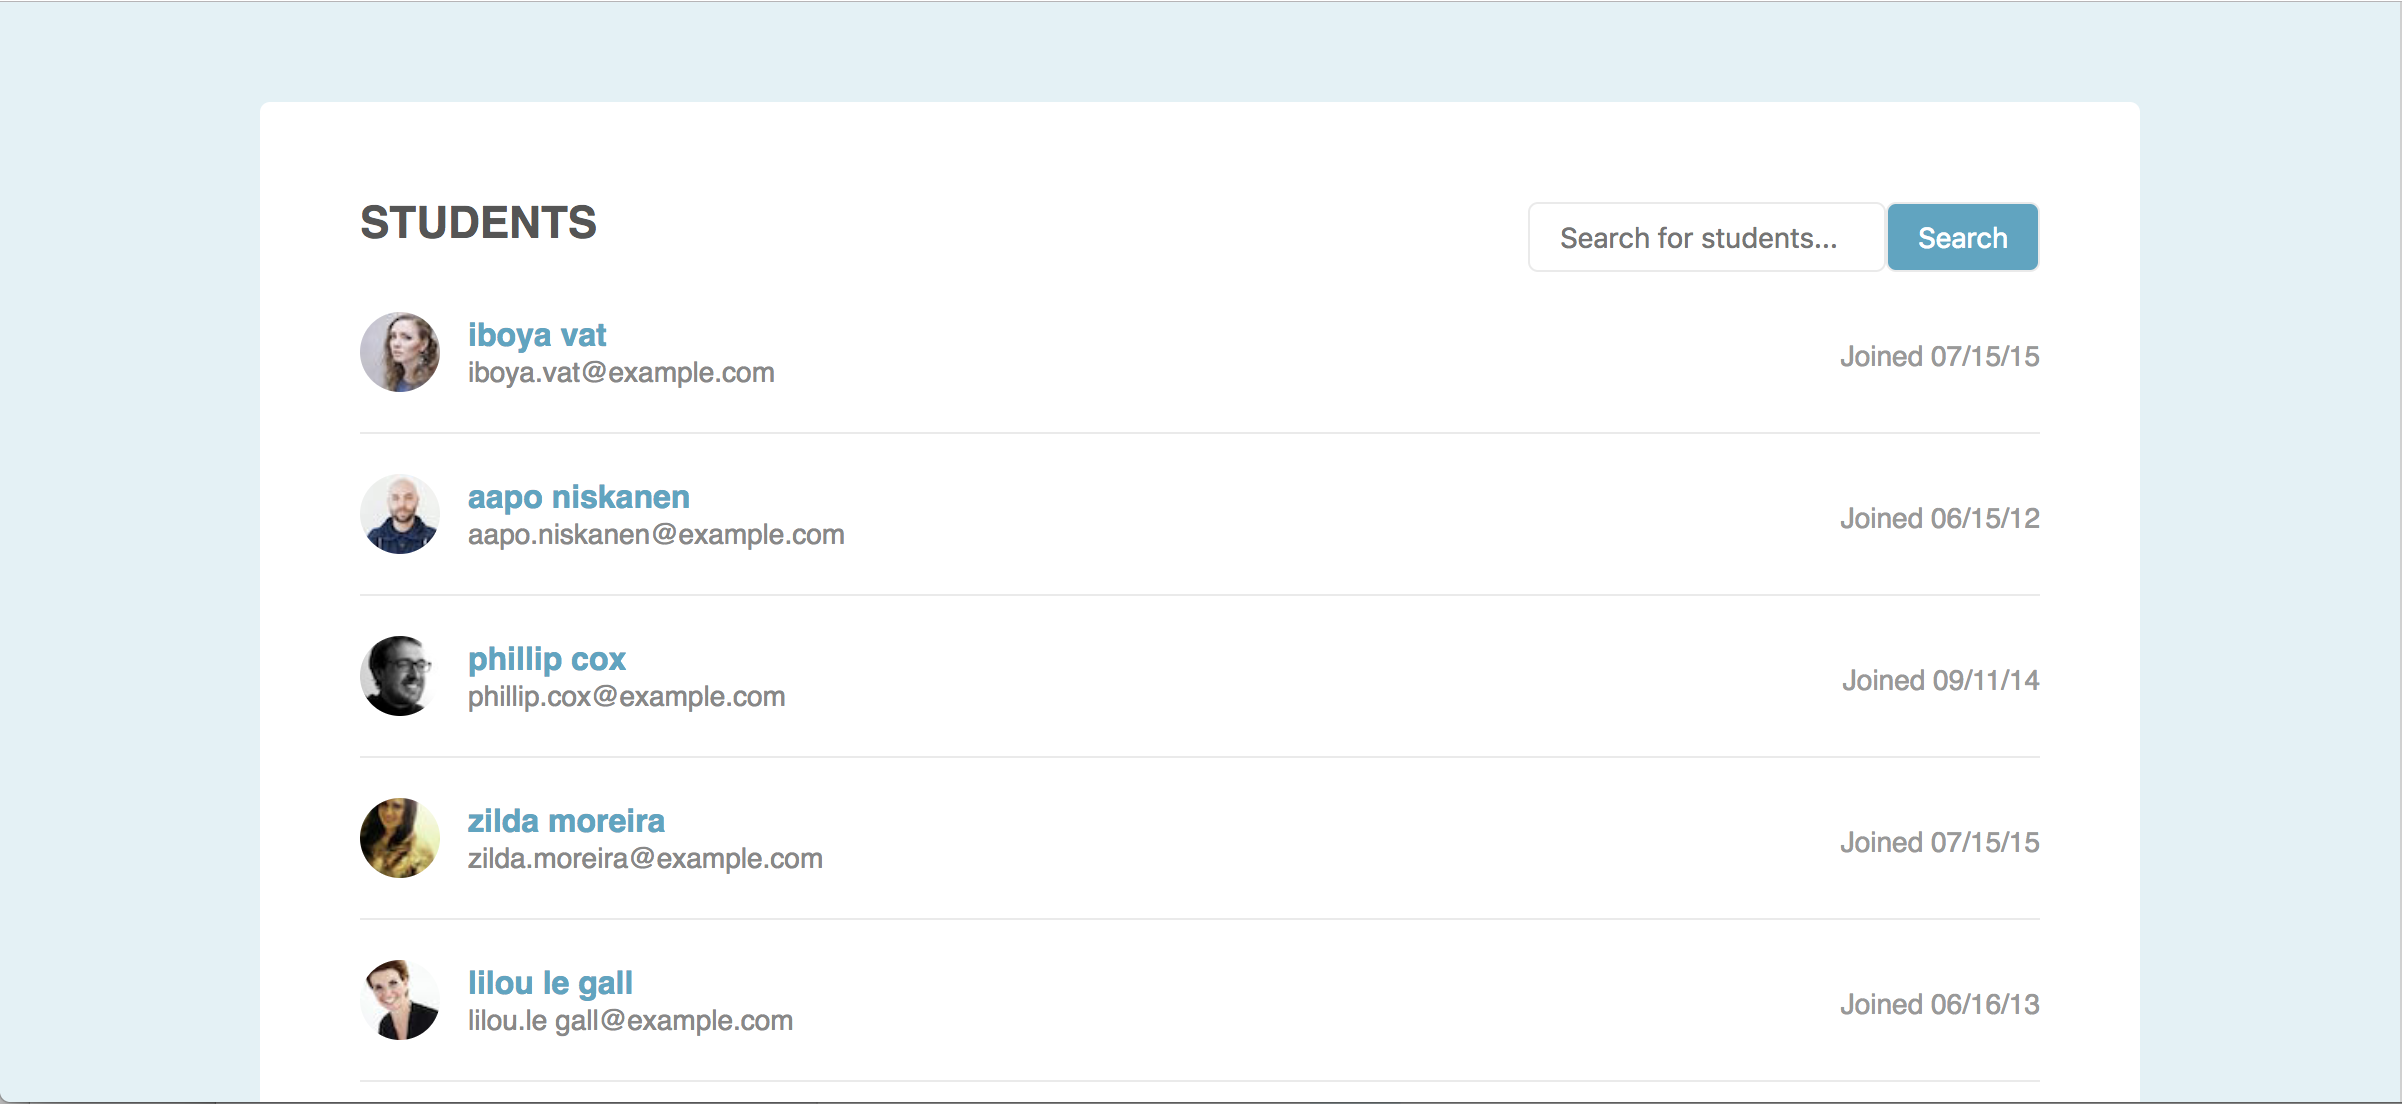 STUDENTS
Search for students...
Search
iboya vat
iboya.vat@example.com
Joined 07/15/15
aapo niskanen
aapo.niskanen@example.com
Joined 06/15/12
phillip cox
phillip.cox@example.com
Joined 09/11/14
zilda moreira
zilda.moreira@example.com
Joined 07/15/15
lilou le gall
lilou.le gall@example.com
Joined 06/16/13